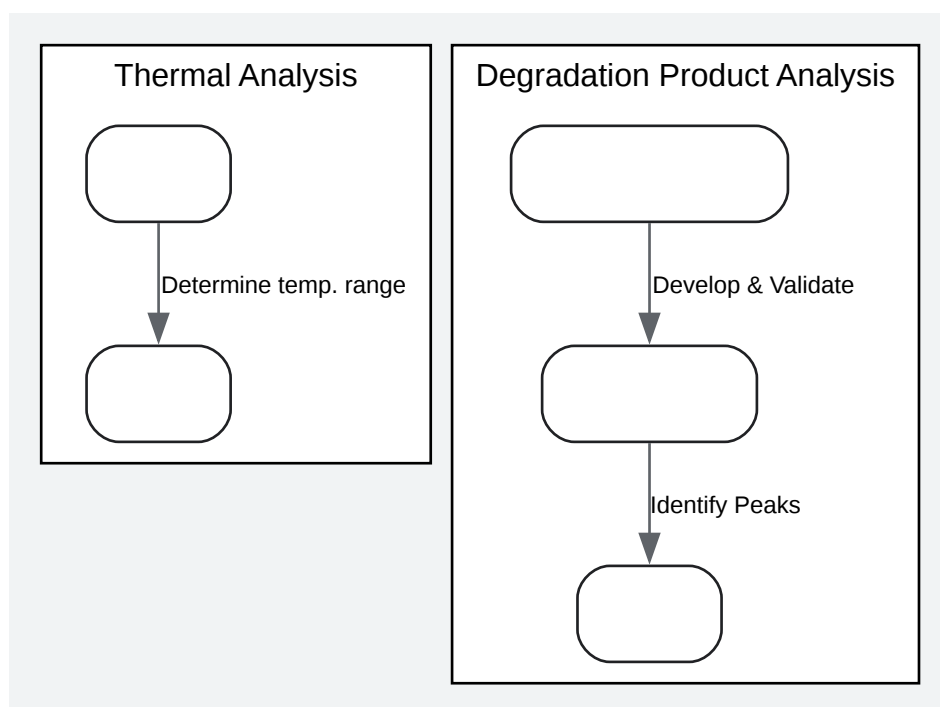 Thermal Analysis
Determine temp. range
Degradation Product Analysis
Develop & Validate
Identify Peaks